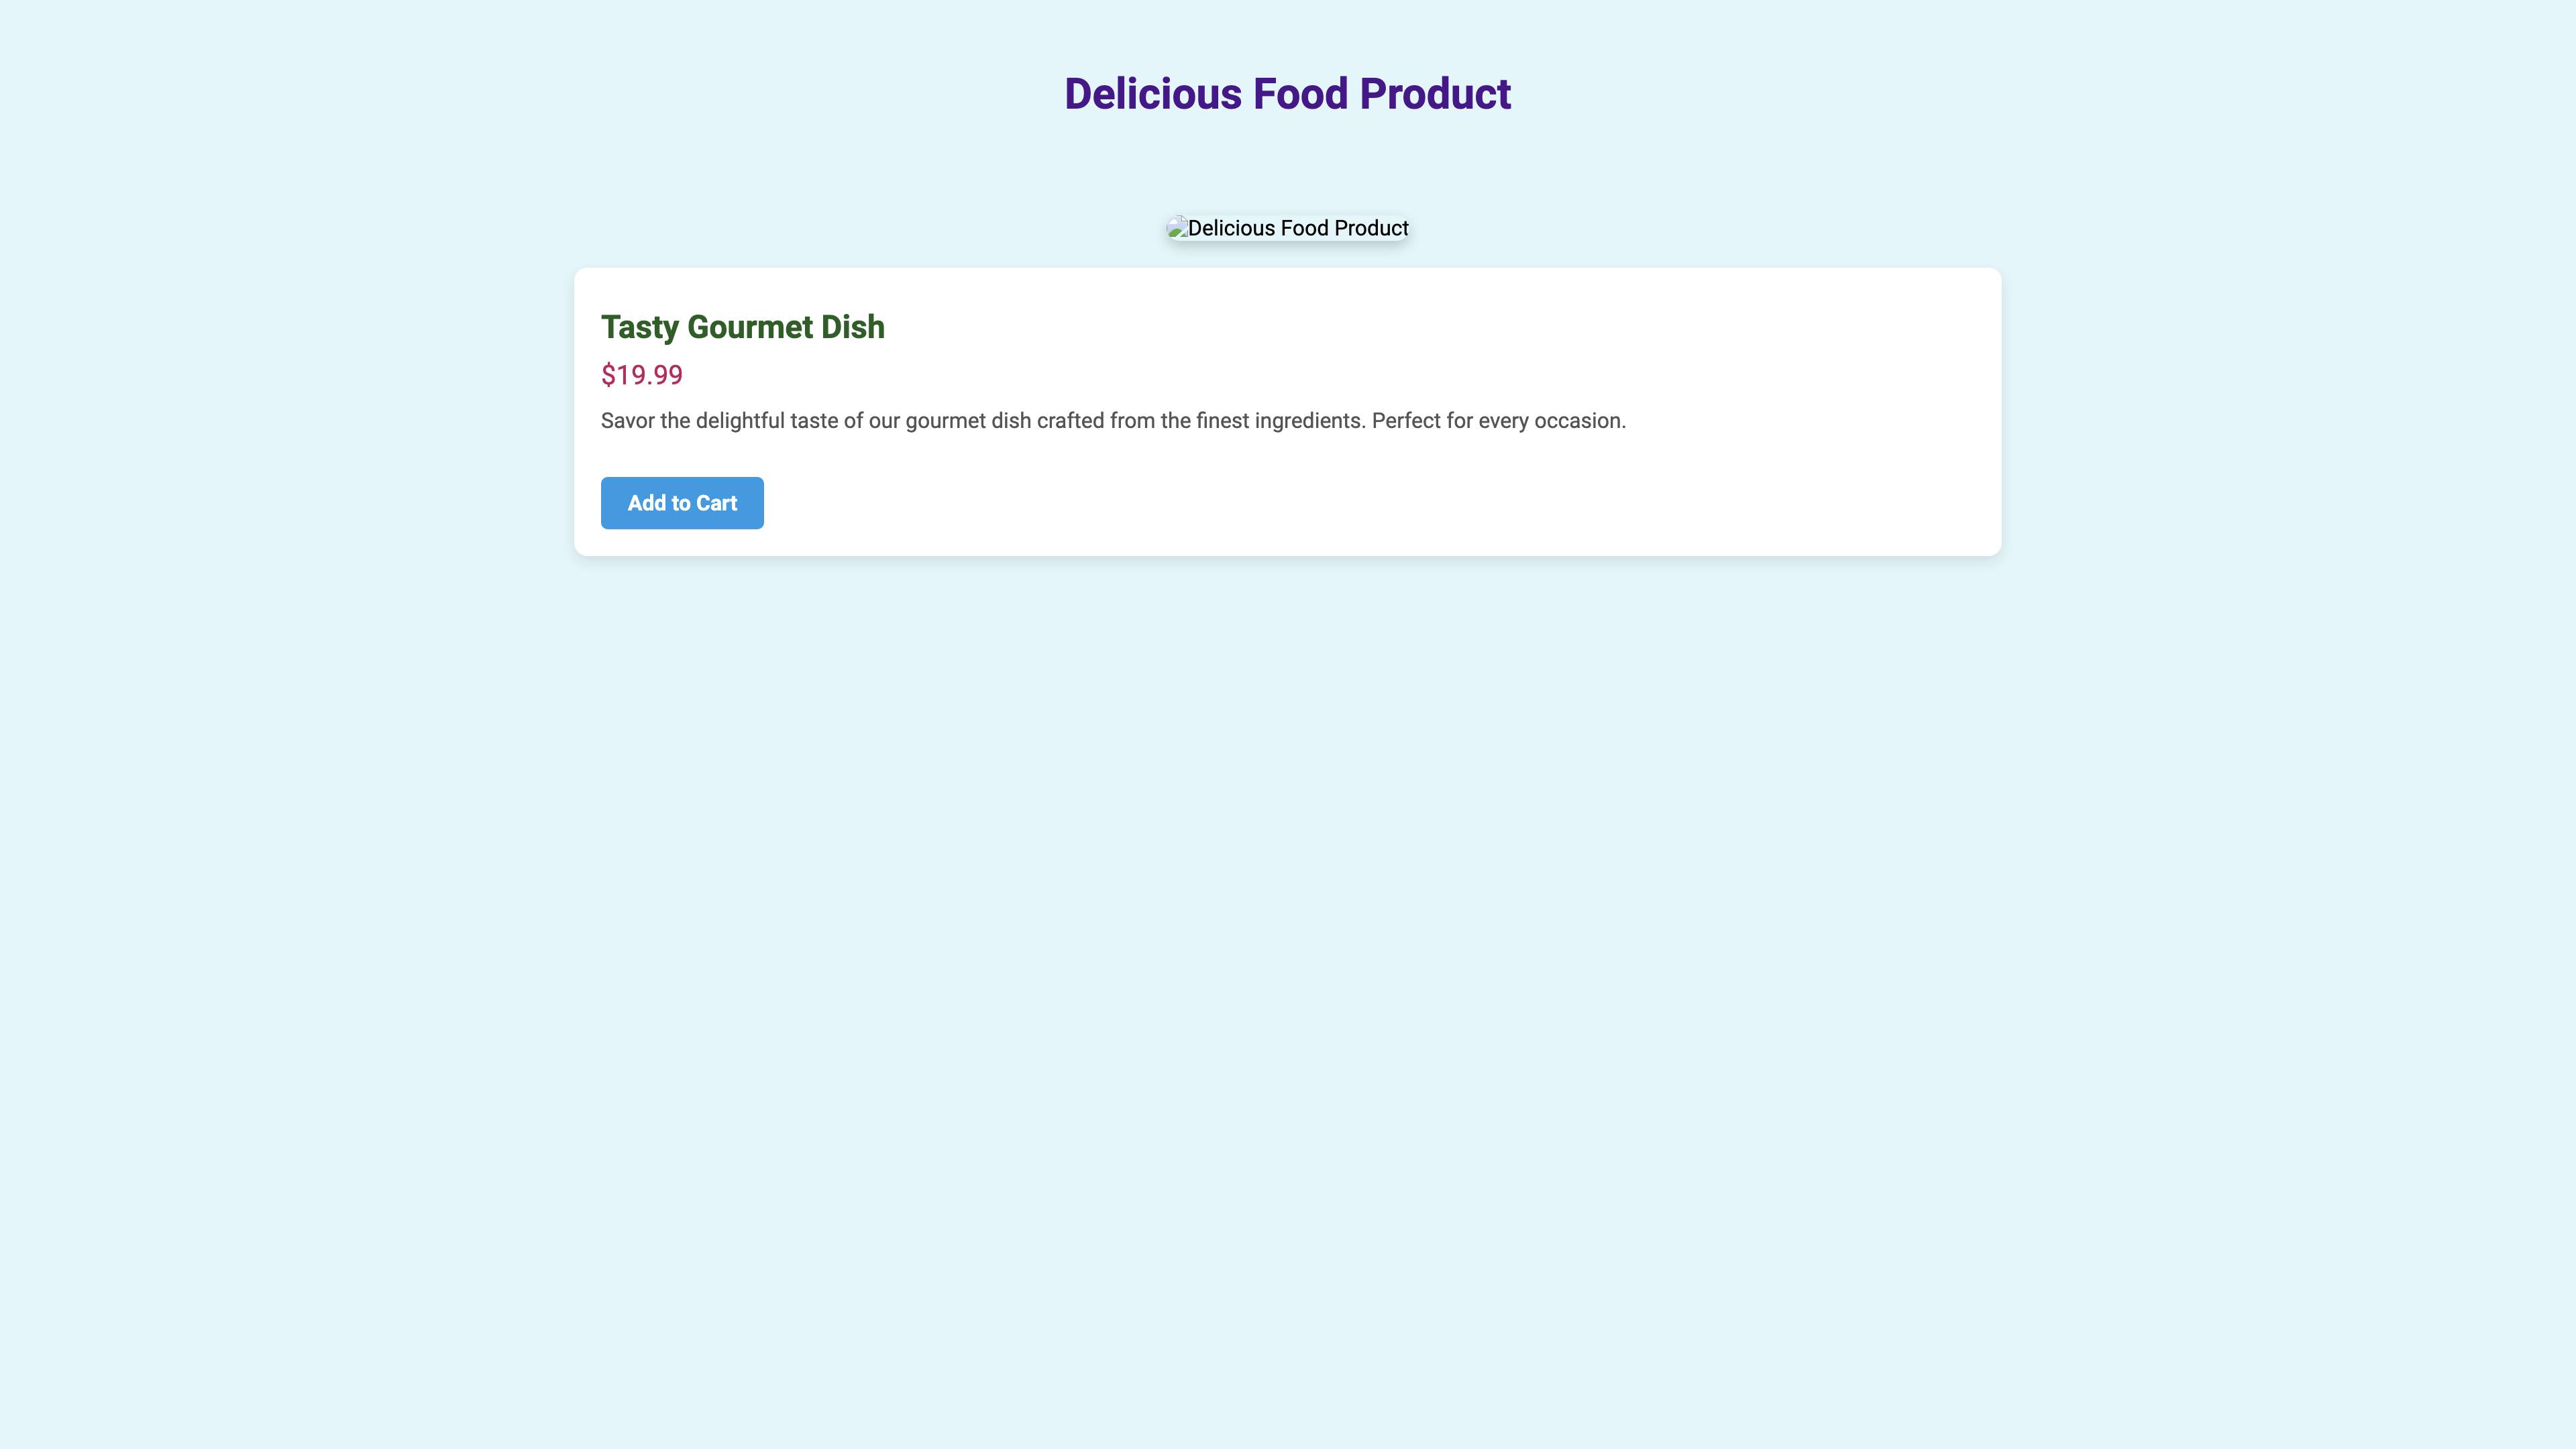 Delicious Food Product
Delicious Food Product
Tasty Gourmet Dish
$19.99
Savor the delightful taste of our gourmet dish crafted from the finest ingredients. Perfect for every occasion.
Add to Cart